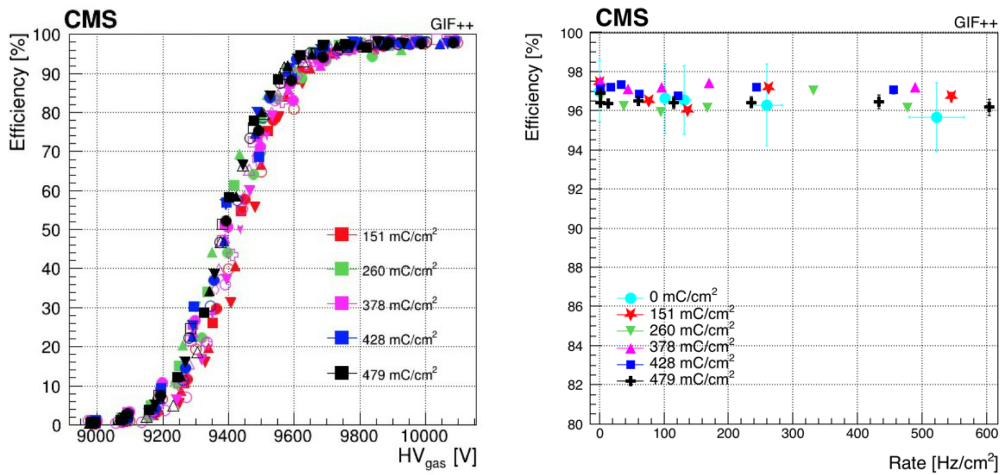 CMS
GIF++
Efficiency [%]
100
90
80
70
60
50
40
30
20
10
0
151 mC/cm²
260 mC/cm²
378 mC/cm²
428 mC/cm²
479 mC/cm²
9000 9200 9400 9600 9800 10000
HVgas [V]
CMS
GIF++
Efficiency [%]
100
98
96
94
92
90
88
86
84
82
80
0 mC/cm²
151 mC/cm²
260 mC/cm²
378 mC/cm²
428 mC/cm²
479 mC/cm²
0 100 200 300 400 500 600
Rate [Hz/cm²]